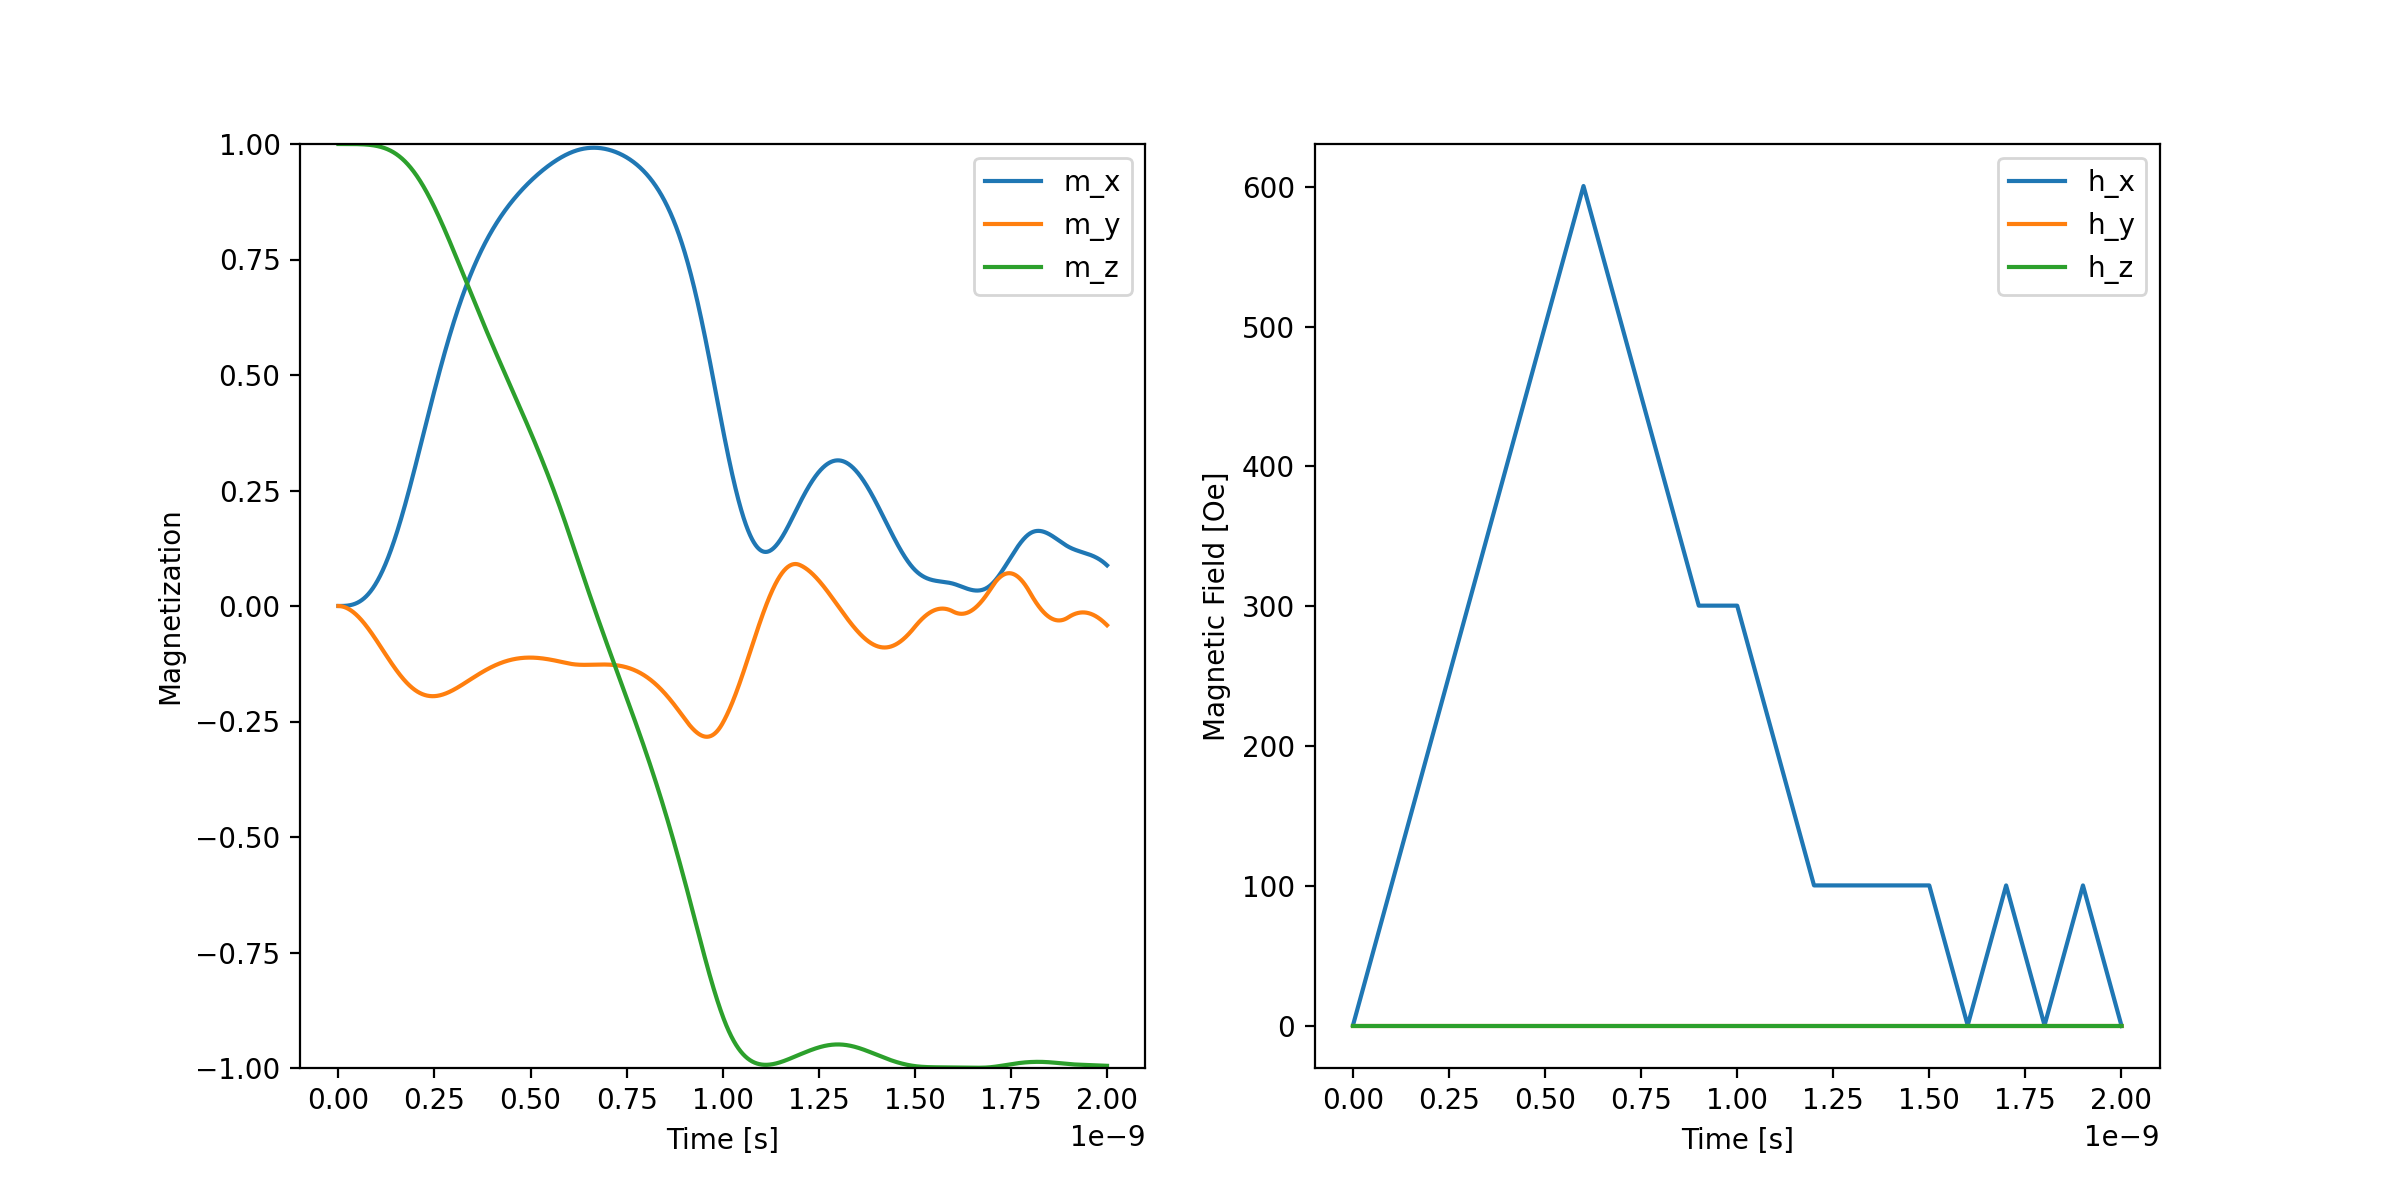 Magnetization
1.00
0.75
0.50
0.25
0.00
−0.25
−0.50
−0.75
−1.00
m_x
m_y
m_z
0.00 0.25 0.50 0.75 1.00 1.25 1.50 1.75 2.00
Time [s]
1e−9
Magnetic Field [Oe]
600
500
400
300
200
100
0
h_x
h_y
h_z
0.00 0.25 0.50 0.75 1.00 1.25 1.50 1.75 2.00
Time [s]
1e−9